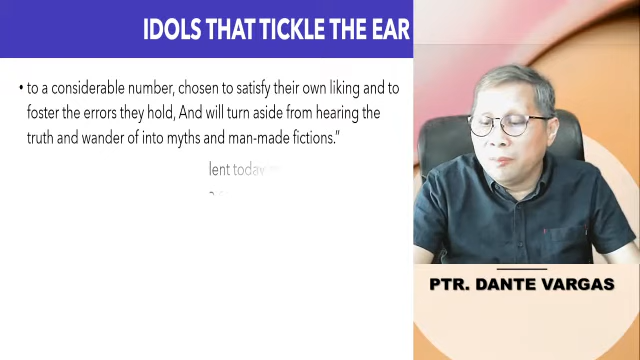 IDOLS THAT TICKLE THE EAR
• to a considerable number, chosen to satisfy their own liking and to
foster the errors they hold, And will turn aside from hearing the
truth and wander of into myths and man-made fictions."
today
PTR. DANTE VARGAS